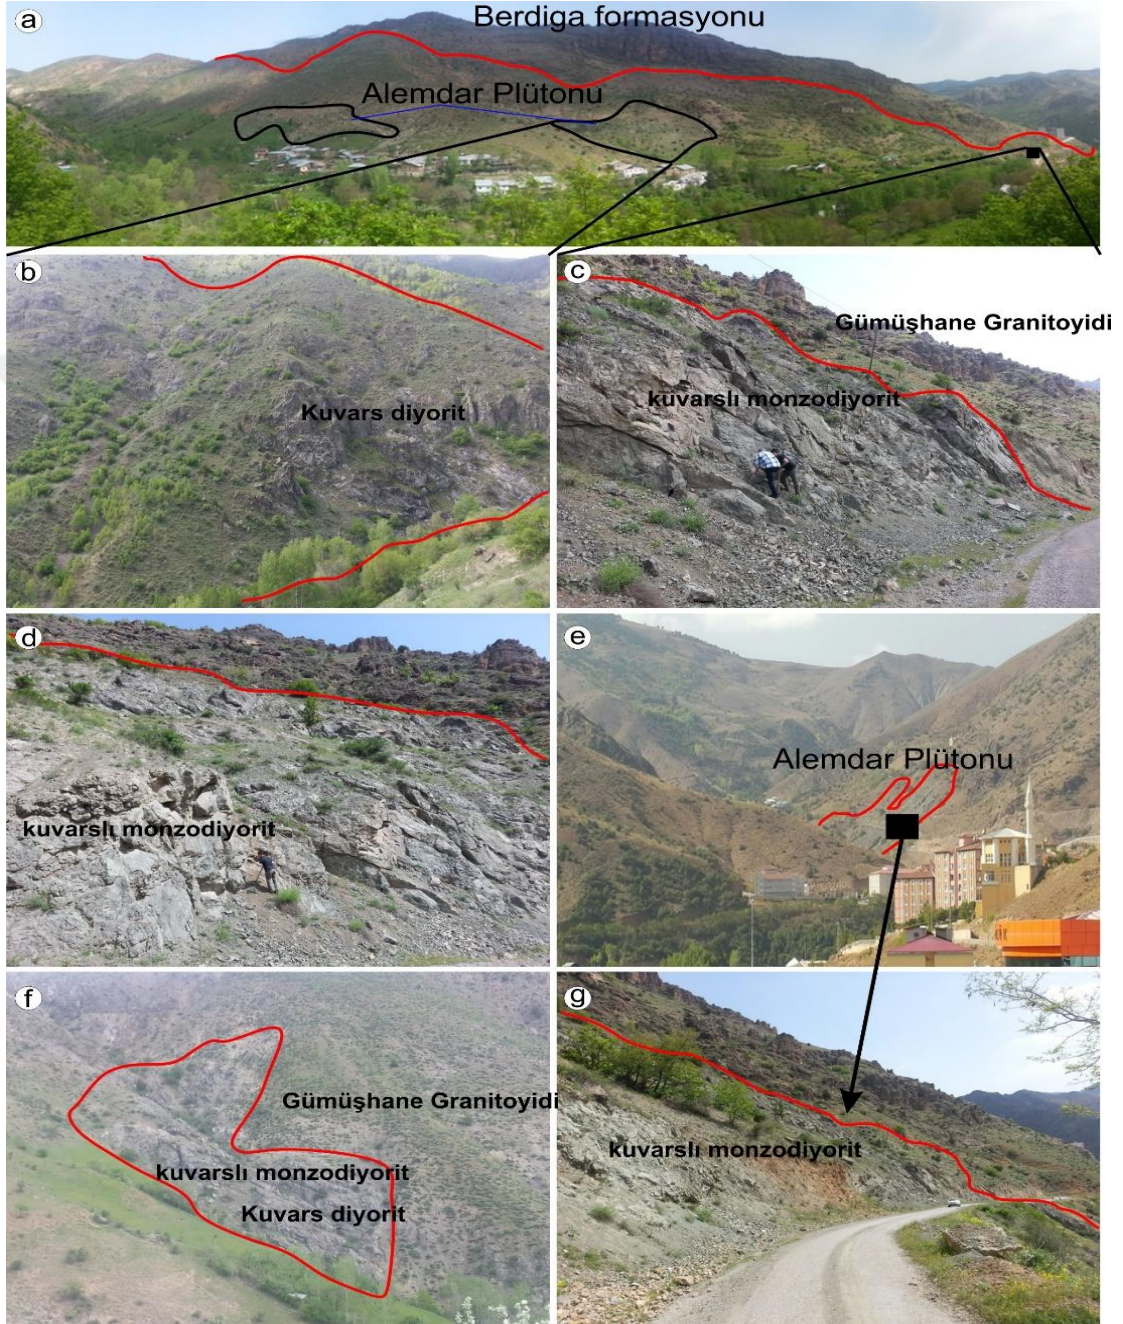 a
Berdiga formasyonu
Alemdar Plütonu
b
Kuvars diyorit
c
Gümüşhane Granitoyidi
kuvarslı monzodiyorit
d
kuvarslı monzodiyorit
e
Alemdar Plütonu
f
Gümüşhane Granitoyidi
kuvarslı monzodiyorit
Kuvars diyorit
g
kuvarslı monzodiyorit